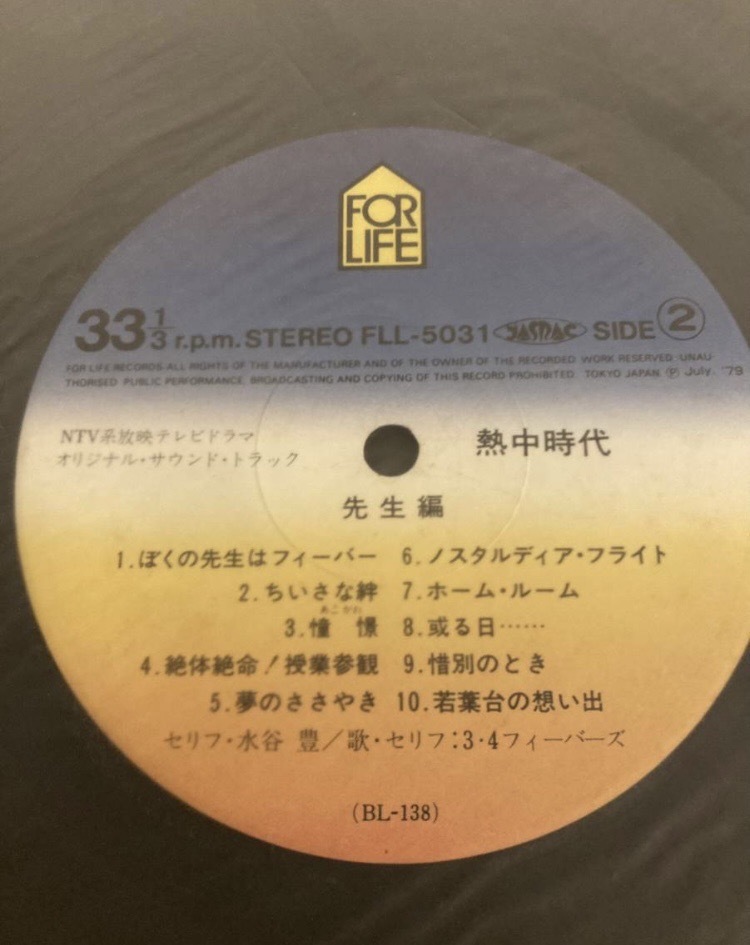 FOR
LIFE
33 1/3 r.p.m. STEREO FLL-5031 JASRAC SIDE ②
FOR LIFE RECORDS·ALL RIGHTS OF THE MANUFACTURER AND OF THE OWNER OF THE RECORDED WORK RESERVED. UNAU-
THORISED PUBLIC PERFORMANCE, BROADCASTING AND COPYING OF THIS RECORD PROHIBITED. TOKYO JAPAN Ⓟ July. '79
NTV系放映テレビドラマ
オリジナル・サウンド・トラック
熱中時代
先生編
1.ぼくの先生はフィーバー
2.ちいさな絆
あこがれ
3.憧憬
4.絶体絶命!授業参観
5.夢のささやき
6.ノスタルディア・フライト
7.ホーム・ルーム
8.或る日……
9.惜別のとき
10.若葉台の想い出
セリフ・水谷 豊/歌・セリフ:3・4フィーバーズ
(BL-138)